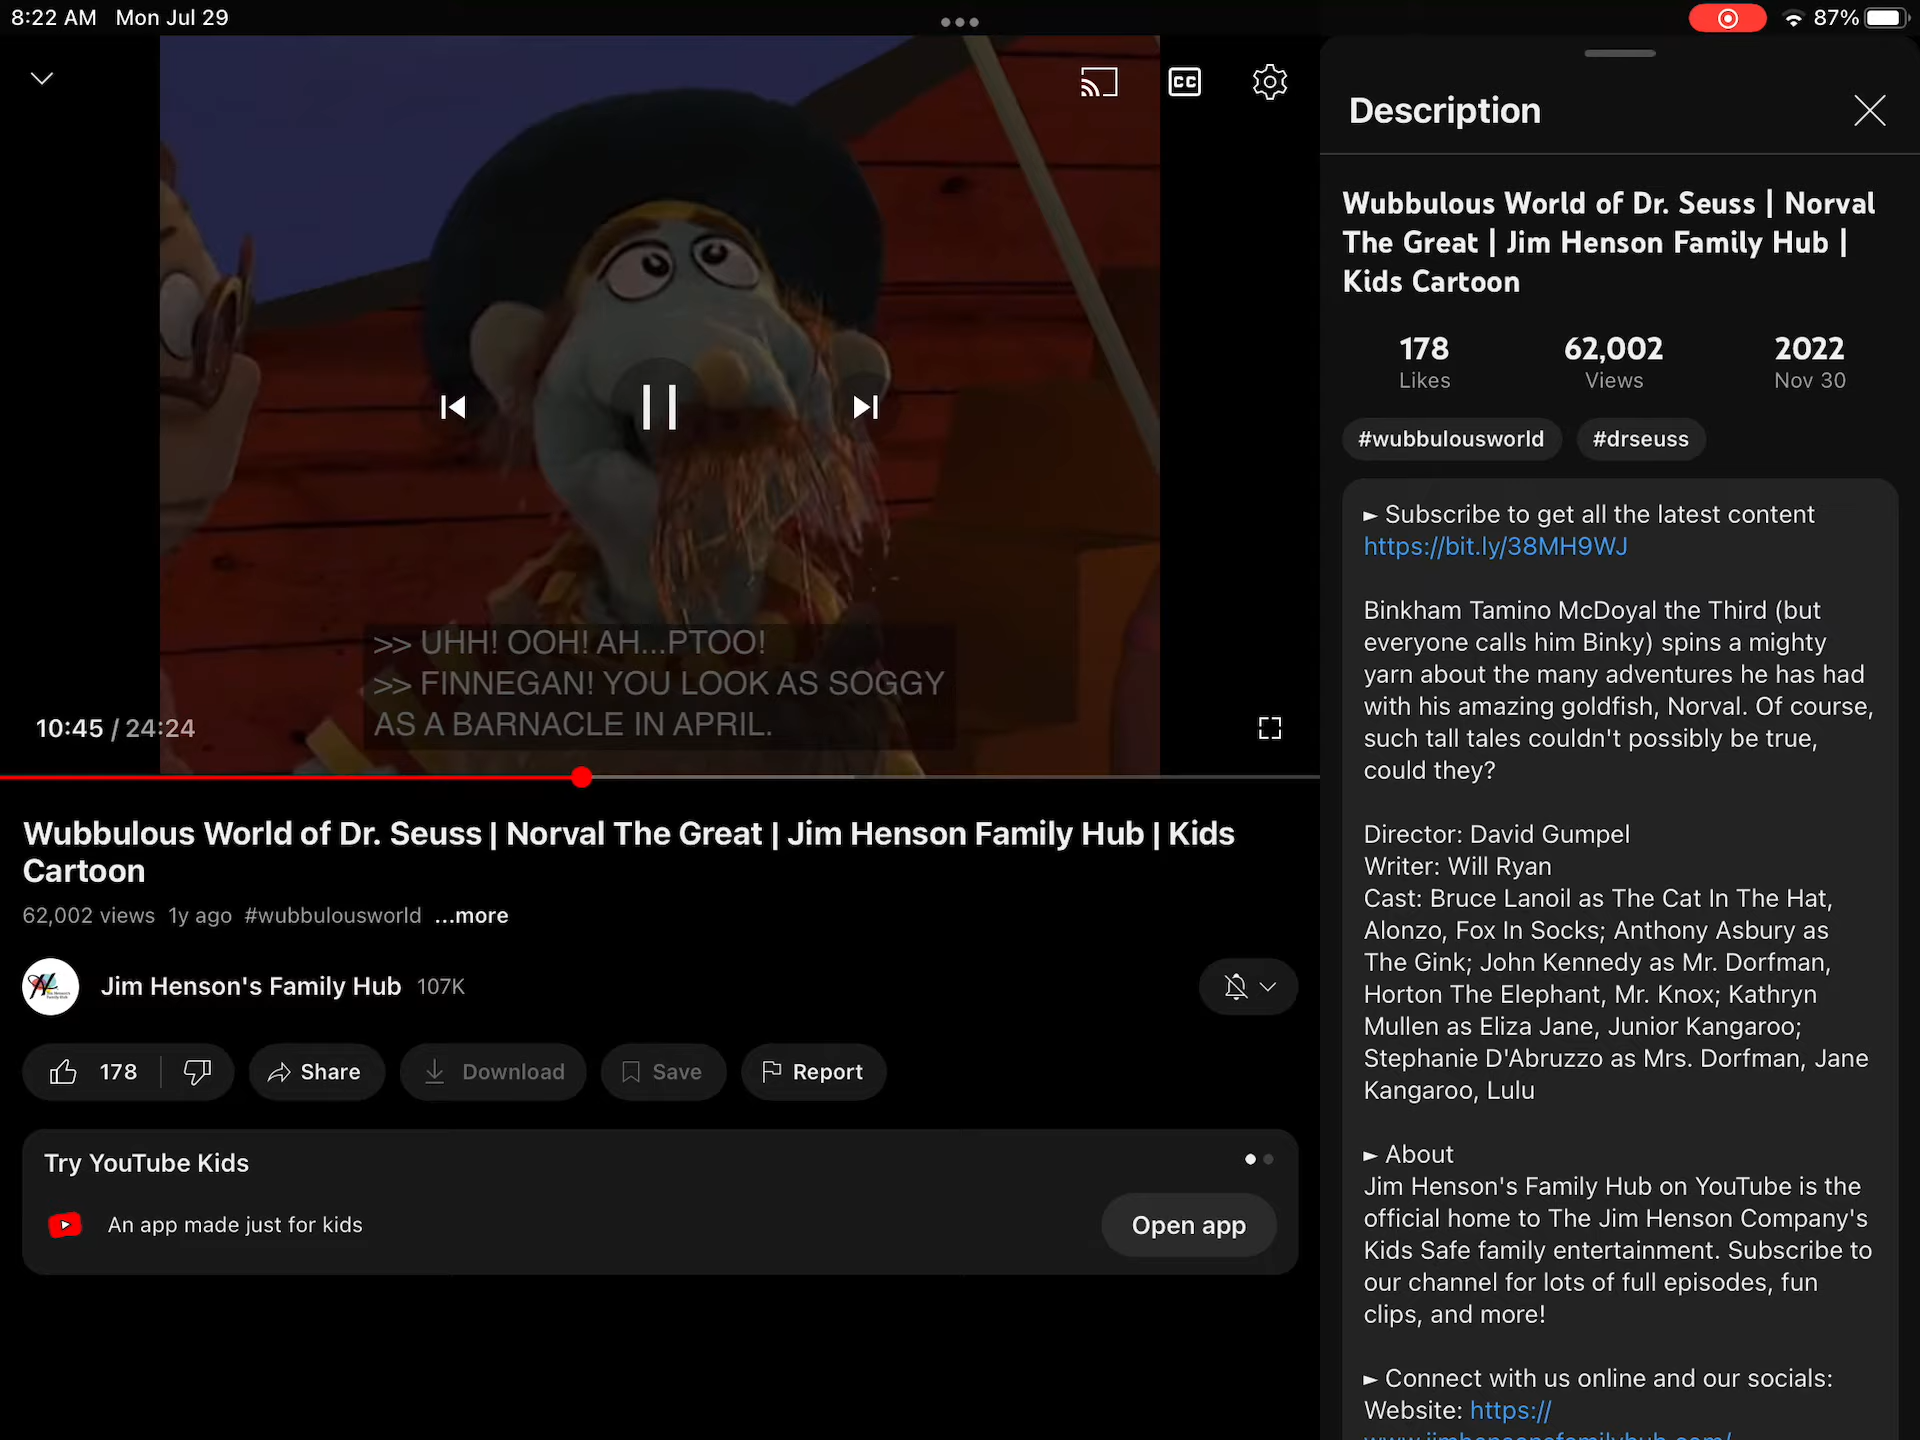 8:22 AM Mon Jul 29
87%
CC
>> UHH! OOH! AH...PTOO!
>> FINNEGAN! YOU LOOK AS SOGGY
AS A BARNACLE IN APRIL.
10:45 / 24:24
Wubbulous World of Dr. Seuss | Norval The Great | Jim Henson Family Hub | Kids
Cartoon
62,002 views 1y ago #wubbulousworld ...more
Jim Henson's Family Hub 107K
178
Share
Download
Save
Report
Try YouTube Kids
An app made just for kids
Open app
Description
Wubbulous World of Dr. Seuss | Norval
The Great | Jim Henson Family Hub |
Kids Cartoon
178 62,002 2022
Likes Views Nov 30
#wubbulousworld #drseuss
► Subscribe to get all the latest content
https://bit.ly/38MH9WJ
Binkham Tamino McDoyal the Third (but
everyone calls him Binky) spins a mighty
yarn about the many adventures he has had
with his amazing goldfish, Norval. Of course,
such tall tales couldn't possibly be true,
could they?
Director: David Gumpel
Writer: Will Ryan
Cast: Bruce Lanoil as The Cat In The Hat,
Alonzo, Fox In Socks; Anthony Asbury as
The Gink; John Kennedy as Mr. Dorfman,
Horton The Elephant, Mr. Knox; Kathryn
Mullen as Eliza Jane, Junior Kangaroo;
Stephanie D'Abruzzo as Mrs. Dorfman, Jane
Kangaroo, Lulu
► About
Jim Henson's Family Hub on YouTube is the
official home to The Jim Henson Company's
Kids Safe family entertainment. Subscribe to
our channel for lots of full episodes, fun
clips, and more!
► Connect with us online and our socials:
Website: https://